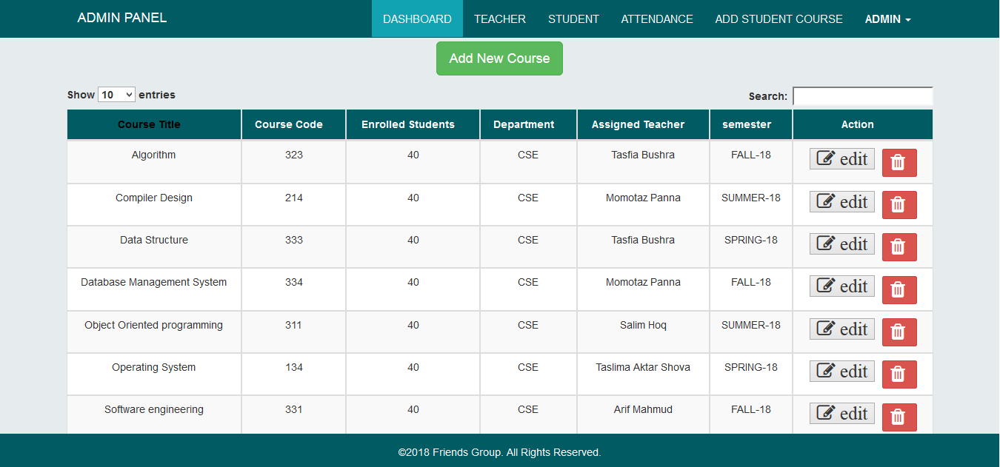 ADMIN PANEL DASHBOARD TEACHER STUDENT ATTENDANCE ADD STUDENT COURSE ADMIN
Add New Course
Show 10 entries Search:
Course Title Course Code Enrolled Students Department Assigned Teacher semester Action
Algorithm 323 40 CSE Tasfia Bushra FALL-18 edit
Compiler Design 214 40 CSE Momotaz Panna SUMMER-18 edit
Data Structure 333 40 CSE Tasfia Bushra SPRING-18 edit
Database Management System 334 40 CSE Momotaz Panna FALL-18 edit
Object Oriented programming 311 40 CSE Salim Hoq SUMMER-18 edit
Operating System 134 40 CSE Taslima Aktar Shova SPRING-18 edit
Software engineering 331 40 CSE Arif Mahmud FALL-18 edit
©2018 Friends Group. All Rights Reserved.